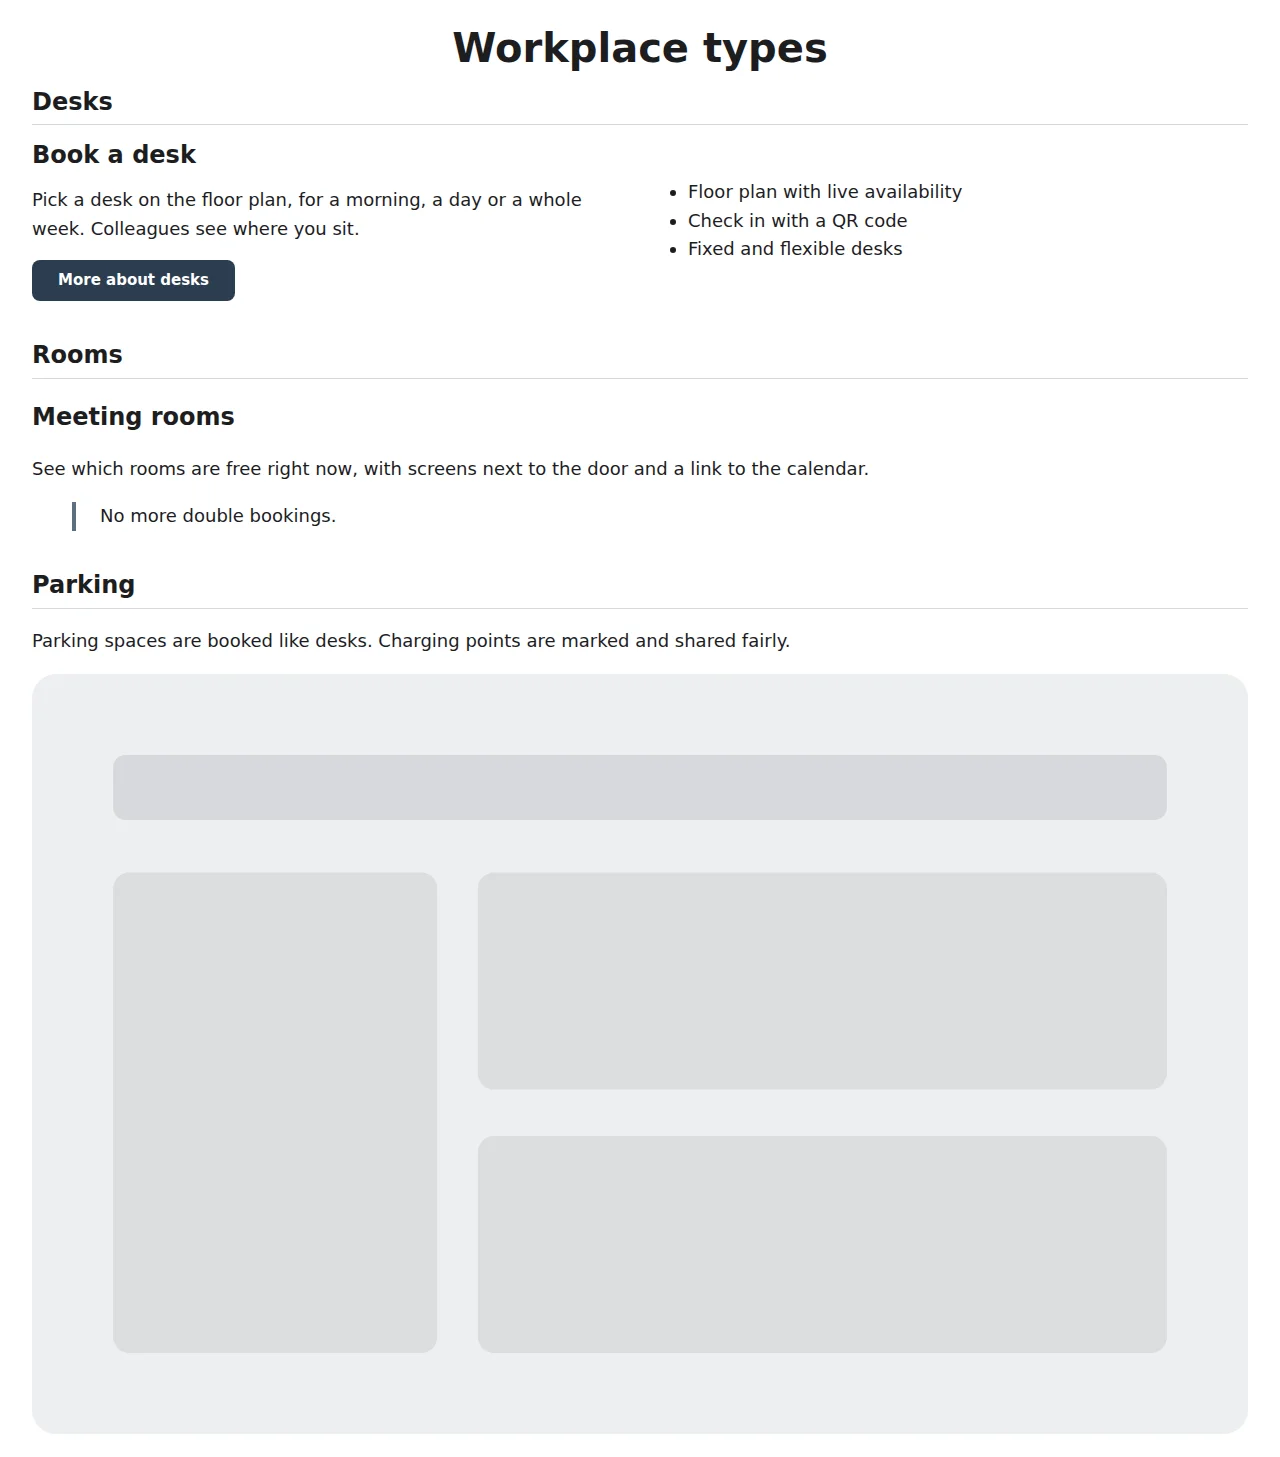 Workplace types
Desks
Book a desk
Pick a desk on the floor plan, for a morning, a day or a whole
week. Colleagues see where you sit.
More about desks
Floor plan with live availability
Check in with a QR code
Fixed and flexible desks
Rooms
Meeting rooms
See which rooms are free right now, with screens next to the door and a link to the calendar.
No more double bookings.
Parking
Parking spaces are booked like desks. Charging points are marked and shared fairly.